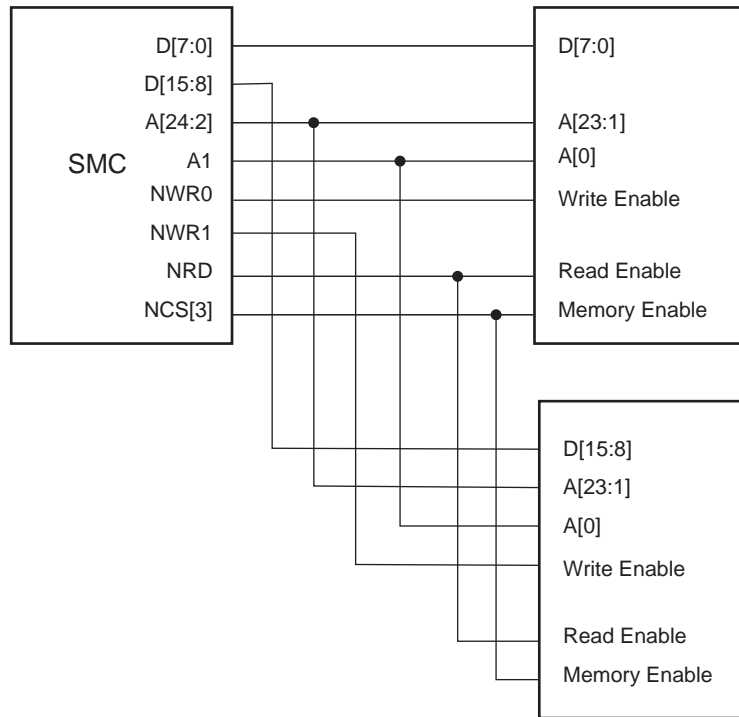 D[7:0]
D[15:8]
A[24:2]
SMC
A1
NWR0
NWR1
NRD
NCS[3]
D[7:0]
A[23:1]
A[0]
Write Enable
Read Enable
Memory Enable
D[15:8]
A[23:1]
A[0]
Write Enable
Read Enable
Memory Enable